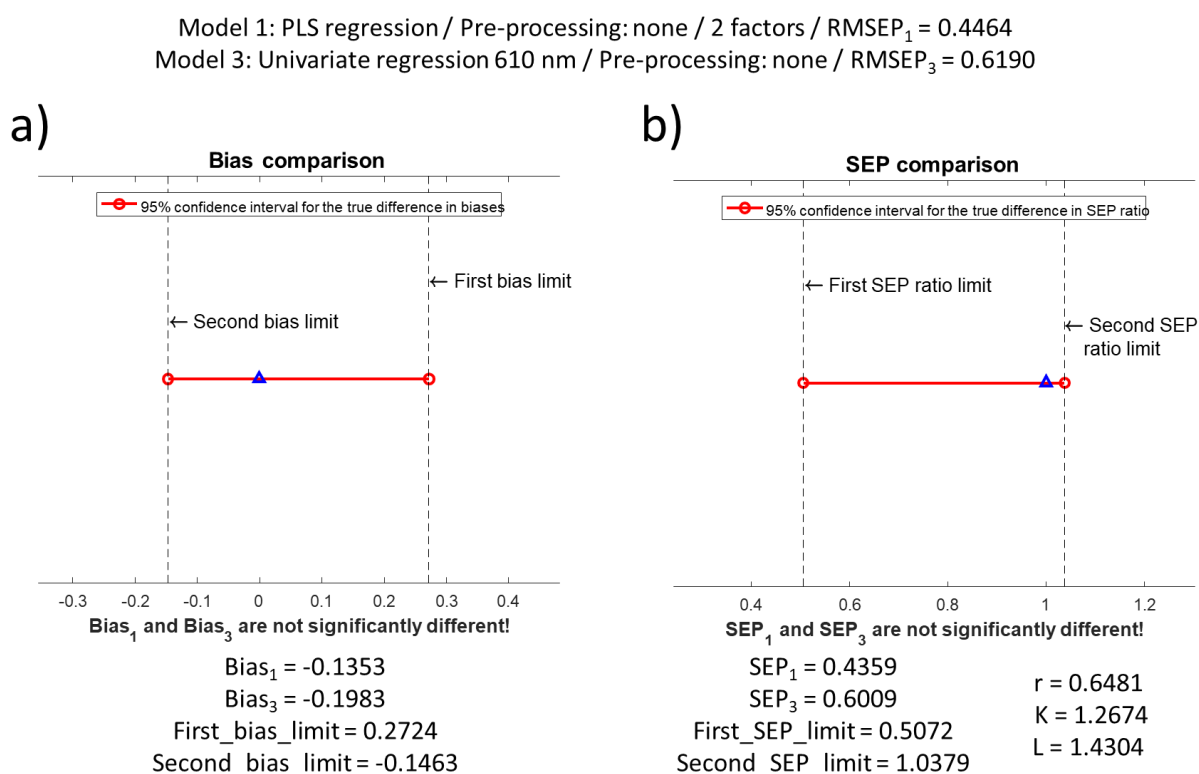 Model 1: PLS regression / Pre-processing: none / 2 factors / RMSEP₁ = 0.4464
Model 3: Univariate regression 610 nm / Pre-processing: none / RMSEP₃ = 0.6190
a)
Bias comparison
95% confidence interval for the true difference in biases
← First bias limit
← Second bias limit
-0.3 -0.2 -0.1 0 0.1 0.2 0.3 0.4
Bias₁ and Bias₃ are not significantly different!
Bias₁ = -0.1353
Bias₃ = -0.1983
First_bias_limit = 0.2724
Second_bias_limit = -0.1463
b)
SEP comparison
95% confidence interval for the true difference in SEP ratio
← First SEP ratio limit
← Second SEP
ratio limit
0.4 0.6 0.8 1 1.2
SEP₁ and SEP₃ are not significantly different!
SEP₁ = 0.4359
SEP₃ = 0.6009
First_SEP_limit = 0.5072
Second_SEP_limit = 1.0379
r = 0.6481
K = 1.2674
L = 1.4304